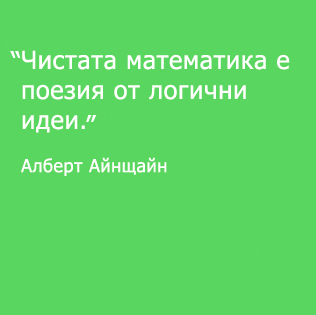 “Чистата математика е
поезия от логични
идеи.”
Алберт Айнщайн